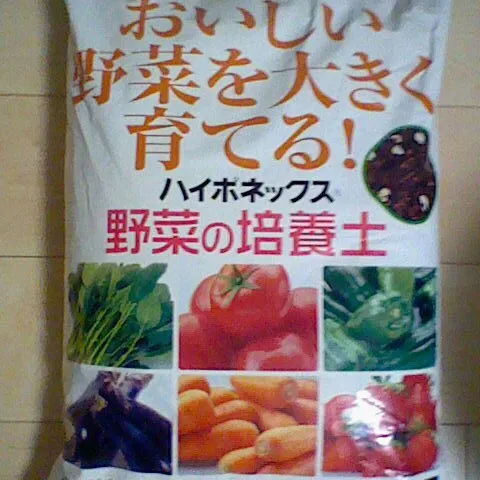 おいしい
野菜を大きく
育てる!
ハイポネックス®
野菜の培養土